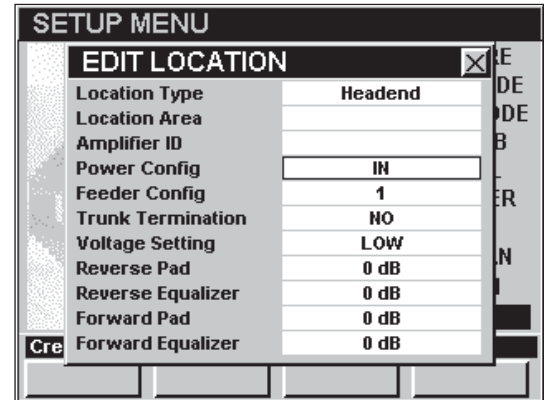 SETUP MENU
EDIT LOCATION
Location Type Headend
Location Area
Amplifier ID
Power Config IN
Feeder Config 1
Trunk Termination NO
Voltage Setting LOW
Reverse Pad 0 dB
Reverse Equalizer 0 dB
Forward Pad 0 dB
Forward Equalizer 0 dB